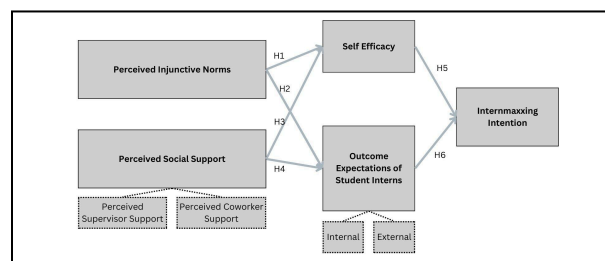 Perceived Injunctive Norms
H1
H2
Self Efficacy
H5
Internmaxxing
Intention
H3
Perceived Social Support
H4
Outcome
Expectations of
Student Interns
H6
Perceived
Supervisor Support
Perceived Coworker
Support
Internal
External